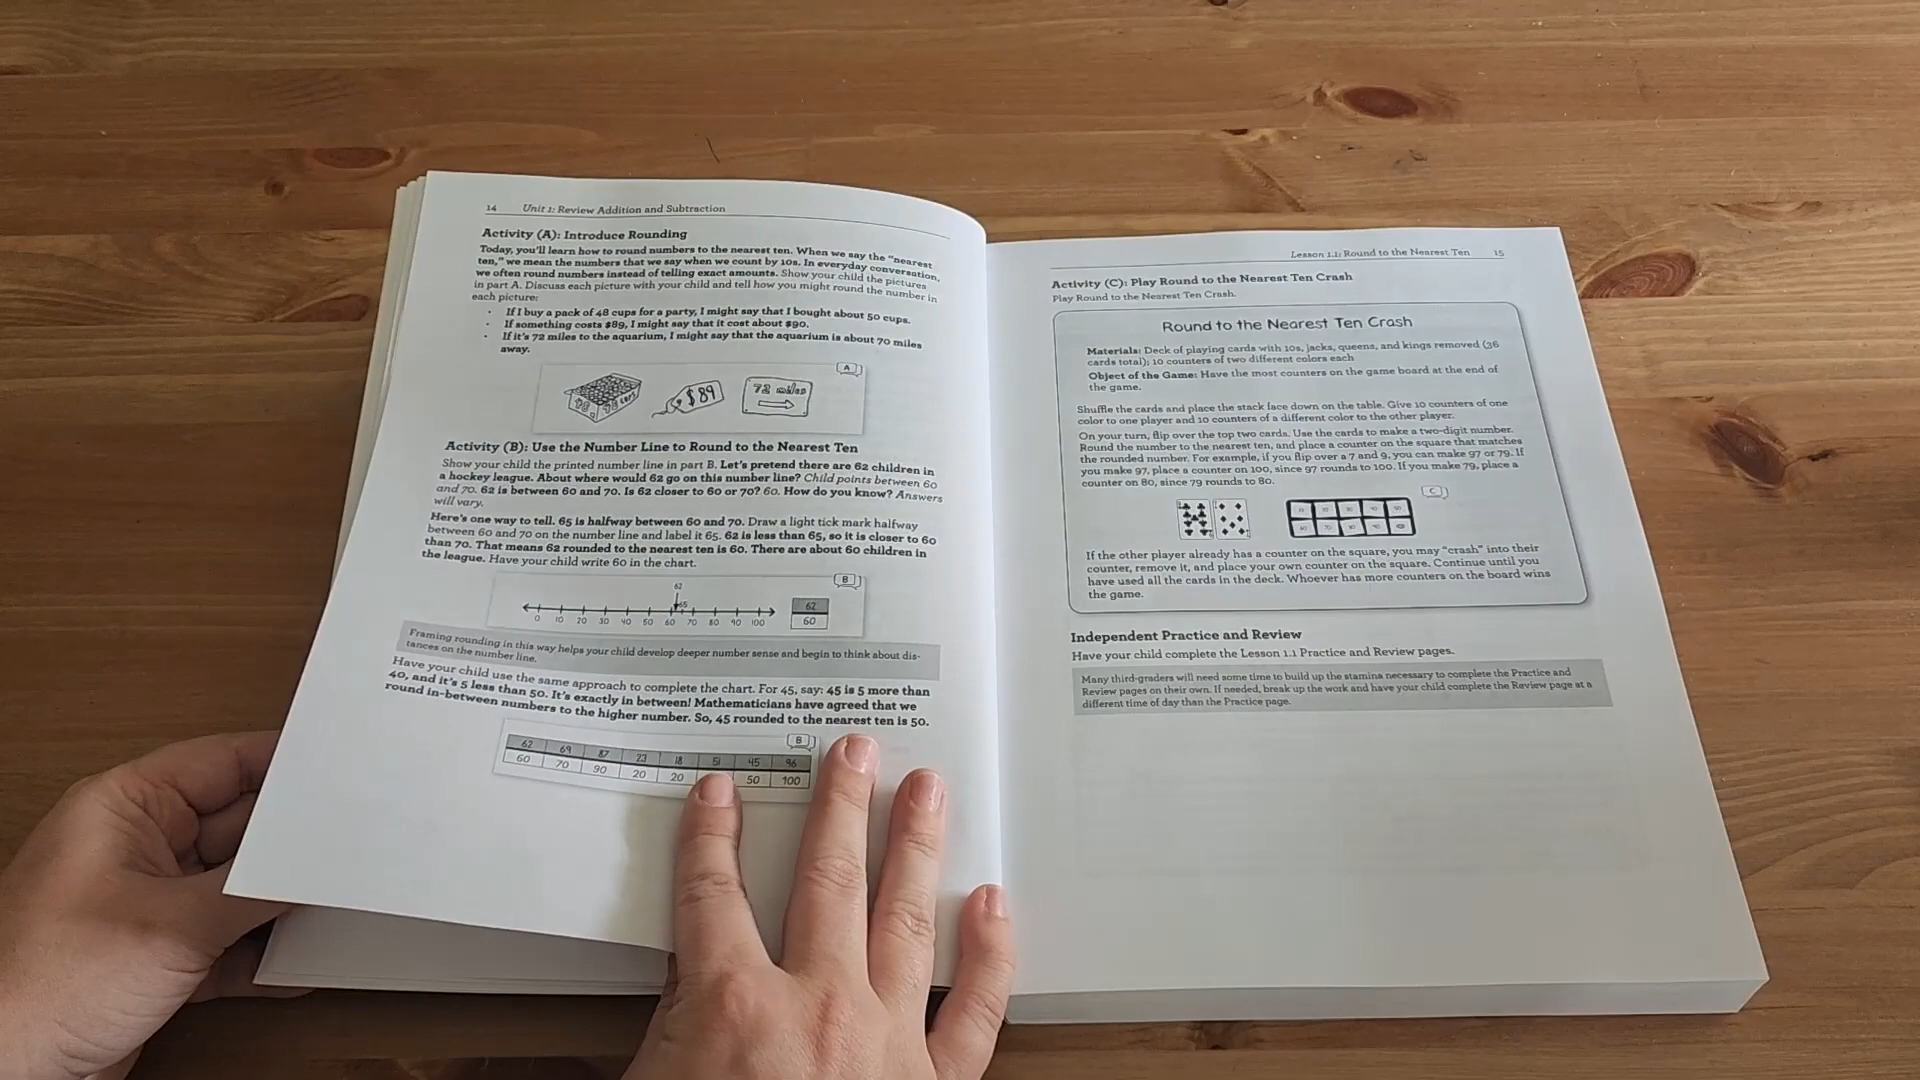 14 Unit 1: Review Addition and Subtraction
Activity (A): Introduce Rounding
Today, you'll learn how to round numbers to the nearest ten. When we say the "nearest
ten," we mean the numbers that we say when we count by 10s. In everyday conversation,
we often round numbers instead of telling exact amounts. Show your child the pictures
in part A. Discuss each picture with your child and tell how you might round the number in
each picture:
· If I buy a pack of 48 cups for a party, I might say that I bought about 50 cups.
· If something costs $89, I might say that it cost about $90.
· If it's 72 miles to the aquarium, I might say that the aquarium is about 70 miles
away.
A
$89 72 miles
Activity (B): Use the Number Line to Round to the Nearest Ten
Show your child the printed number line in part B. Let's pretend there are 62 children in
a hockey league. About where would 62 go on this number line? Child points between 60
and 70. 62 is between 60 and 70. Is 62 closer to 60 or 70? 60. How do you know? Answers
will vary.
Here's one way to tell. 65 is halfway between 60 and 70. Draw a light tick mark halfway
between 60 and 70 on the number line and label it 65. 62 is less than 65, so it is closer to 60
than 70. That means 62 rounded to the nearest ten is 60. There are about 60 children in
the league. Have your child write 60 in the chart.
B
62
65
0 10 20 30 40 50 60 70 80 90 100
62
60
Framing rounding in this way helps your child develop deeper number sense and begin to think about dis-
tances on the number line.
Have your child use the same approach to complete the chart. For 45, say: 45 is 5 more than
40, and it's 5 less than 50. It's exactly in between! Mathematicians have agreed that we
round in-between numbers to the higher number. So, 45 rounded to the nearest ten is 50.
B
62 69 87 23 18 51 45 96
60 70 90 20 20 50 100
Lesson 1.1: Round to the Nearest Ten 15
Activity (C): Play Round to the Nearest Ten Crash
Play Round to the Nearest Ten Crash.
Round to the Nearest Ten Crash
Materials: Deck of playing cards with 10s, jacks, queens, and kings removed (36
cards total); 10 counters of two different colors each
Object of the Game: Have the most counters on the game board at the end of
the game.
Shuffle the cards and place the stack face down on the table. Give 10 counters of one
color to one player and 10 counters of a different color to the other player.
On your turn, flip over the top two cards. Use the cards to make a two-digit number.
Round the number to the nearest ten, and place a counter on the square that matches
the rounded number. For example, if you flip over a 7 and 9, you can make 97 or 79. If
you make 97, place a counter on 100, since 97 rounds to 100. If you make 79, place a
counter on 80, since 79 rounds to 80.
C
If the other player already has a counter on the square, you may "crash" into their
counter, remove it, and place your own counter on the square. Continue until you
have used all the cards in the deck. Whoever has more counters on the board wins
the game.
Independent Practice and Review
Have your child complete the Lesson 1.1 Practice and Review pages.
Many third-graders will need some time to build up the stamina necessary to complete the Practice and
Review pages on their own. If needed, break up the work and have your child complete the Review page at a
different time of day than the Practice page.